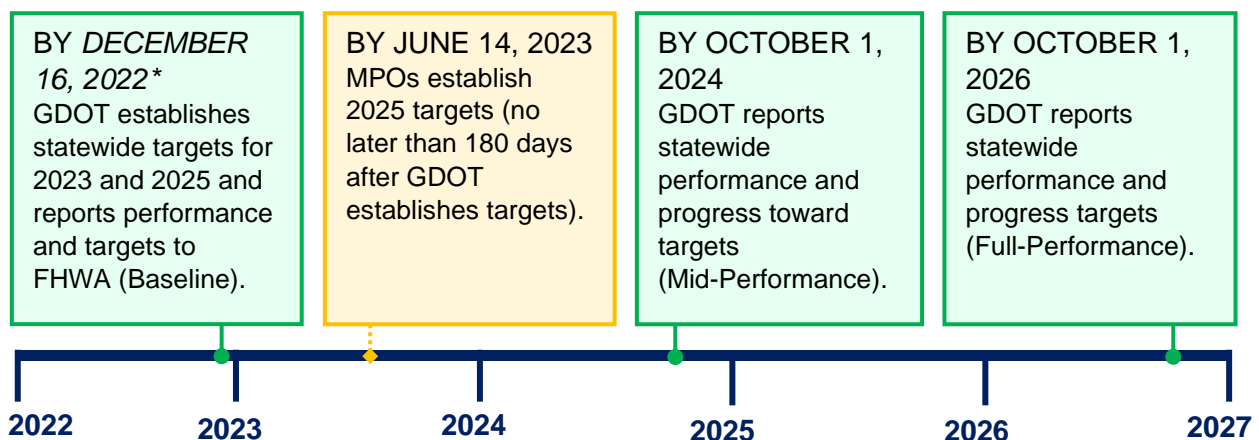 BY DECEMBER
16, 2022*
GDOT establishes
statewide targets for
2023 and 2025 and
reports performance
and targets to
FHWA (Baseline).
BY JUNE 14, 2023
MPOs establish
2025 targets (no
later than 180 days
after GDOT
establishes targets).
BY OCTOBER 1,
2024
GDOT reports
statewide
performance and
progress toward
targets
(Mid-Performance).
BY OCTOBER 1,
2026
GDOT reports
statewide
performance and
progress targets
(Full-Performance).
2022
2023
2024
2025
2026
2027